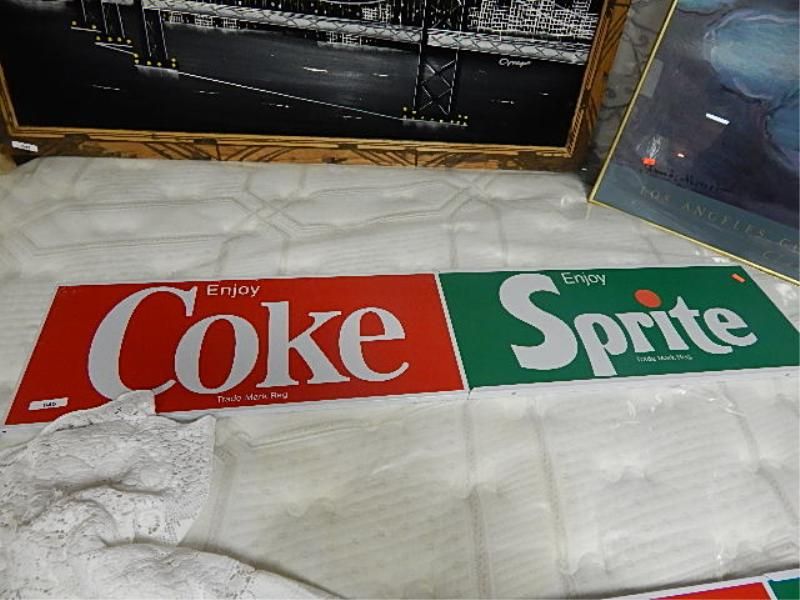 Enjoy
Coke
Trade Mark Reg
Enjoy
Sprite
Trade Mark Reg
LOS ANGELES